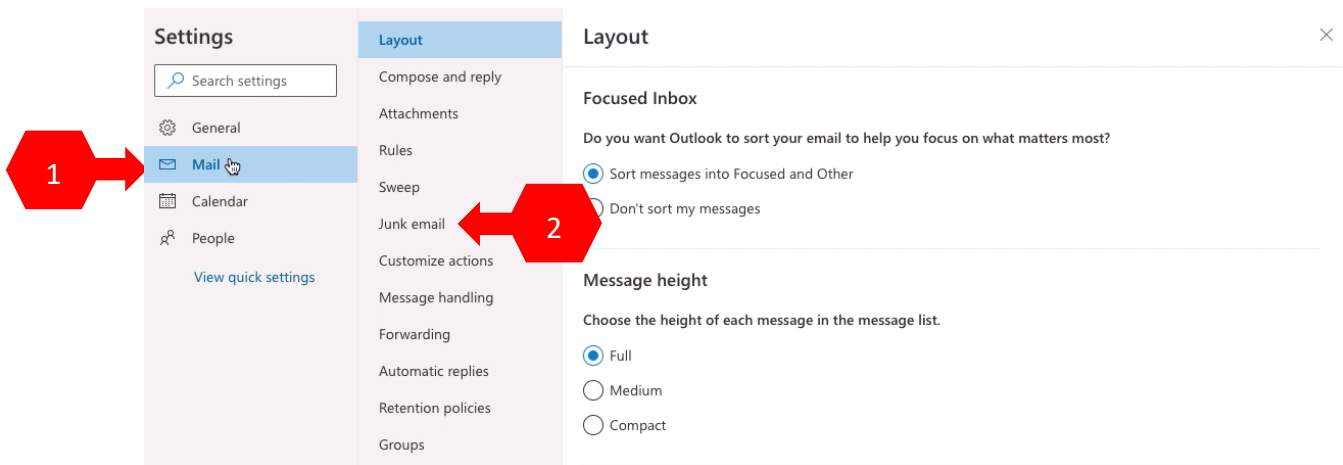 Settings
Search settings
General
1
Mail
Calendar
People
View quick settings
Layout
Compose and reply
Attachments
Rules
Sweep
Junk email
2
Customize actions
Message handling
Forwarding
Automatic replies
Retention policies
Groups
Layout
Focused Inbox
Do you want Outlook to sort your email to help you focus on what matters most?
Sort messages into Focused and Other
Don't sort my messages
Message height
Choose the height of each message in the message list.
Full
Medium
Compact